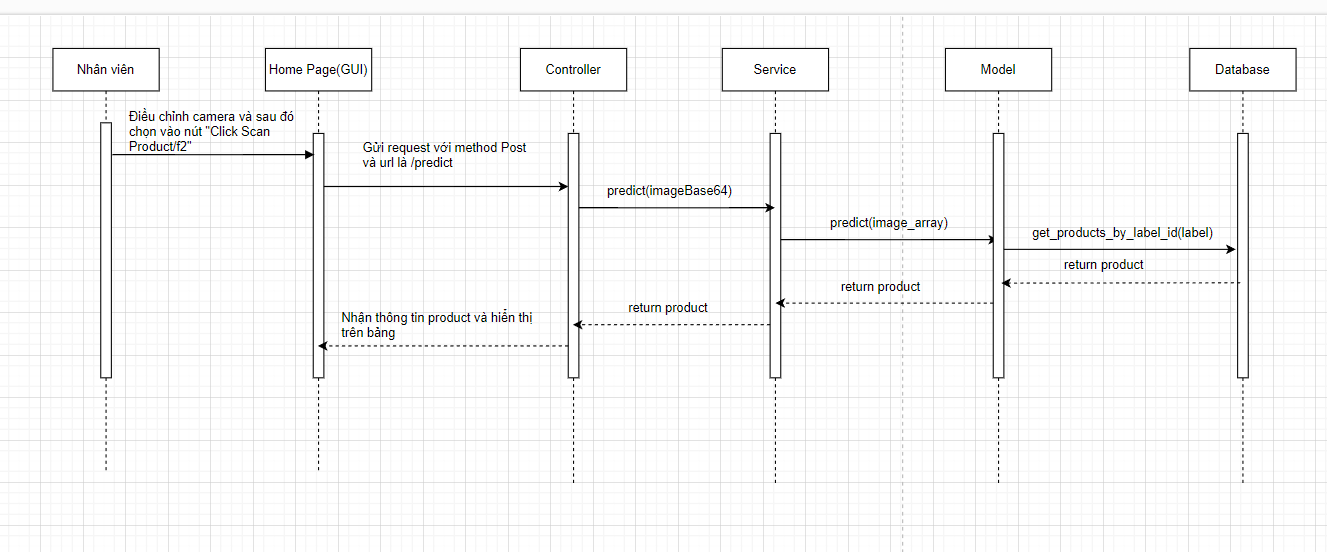 Nhân viên
Home Page(GUI)
Controller
Service
Model
Database
Điều chỉnh camera và sau đó
chọn vào nút "Click Scan
Product/f2"
Gửi request với method Post
và url là /predict
predict(imageBase64)
predict(image_array)
get_products_by_label_id(label)
return product
return product
return product
Nhận thông tin product và hiển thị
trên bảng